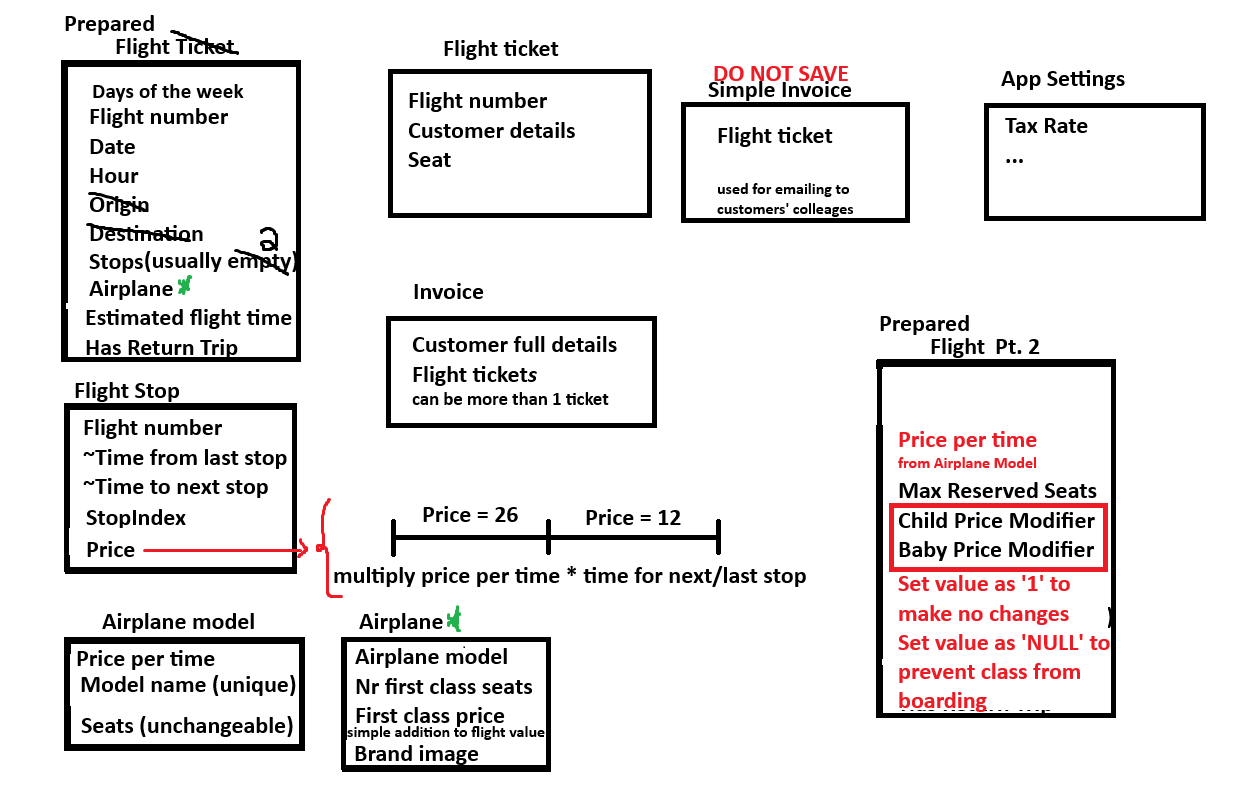 Prepared
Flight Ticket
Days of the week
Flight number
Date
Hour
Origin
Destination
2
Stops(usually empty)
Airplane
Estimated flight time
Has Return Trip
Flight ticket
Flight number
Customer details
Seat
DO NOT SAVE
Simple Invoice
Flight ticket
used for emailing to
customers' colleages
App Settings
Tax Rate
...
Invoice
Customer full details
Flight tickets
can be more than 1 ticket
Flight Stop
Flight number
~Time from last stop
~Time to next stop
StopIndex
Price
Price = 26
Price = 12
multiply price per time * time for next/last stop
Airplane model
Price per time
Model name (unique)
Seats (unchangeable)
Airplane
Airplane model
Nr first class seats
First class price
simple addition to flight value
Brand image
Prepared
Flight Pt. 2
Price per time
from Airplane Model
Max Reserved Seats
Child Price Modifier
Baby Price Modifier
Set value as '1' to
make no changes
Set value as 'NULL' to
prevent class from
boarding